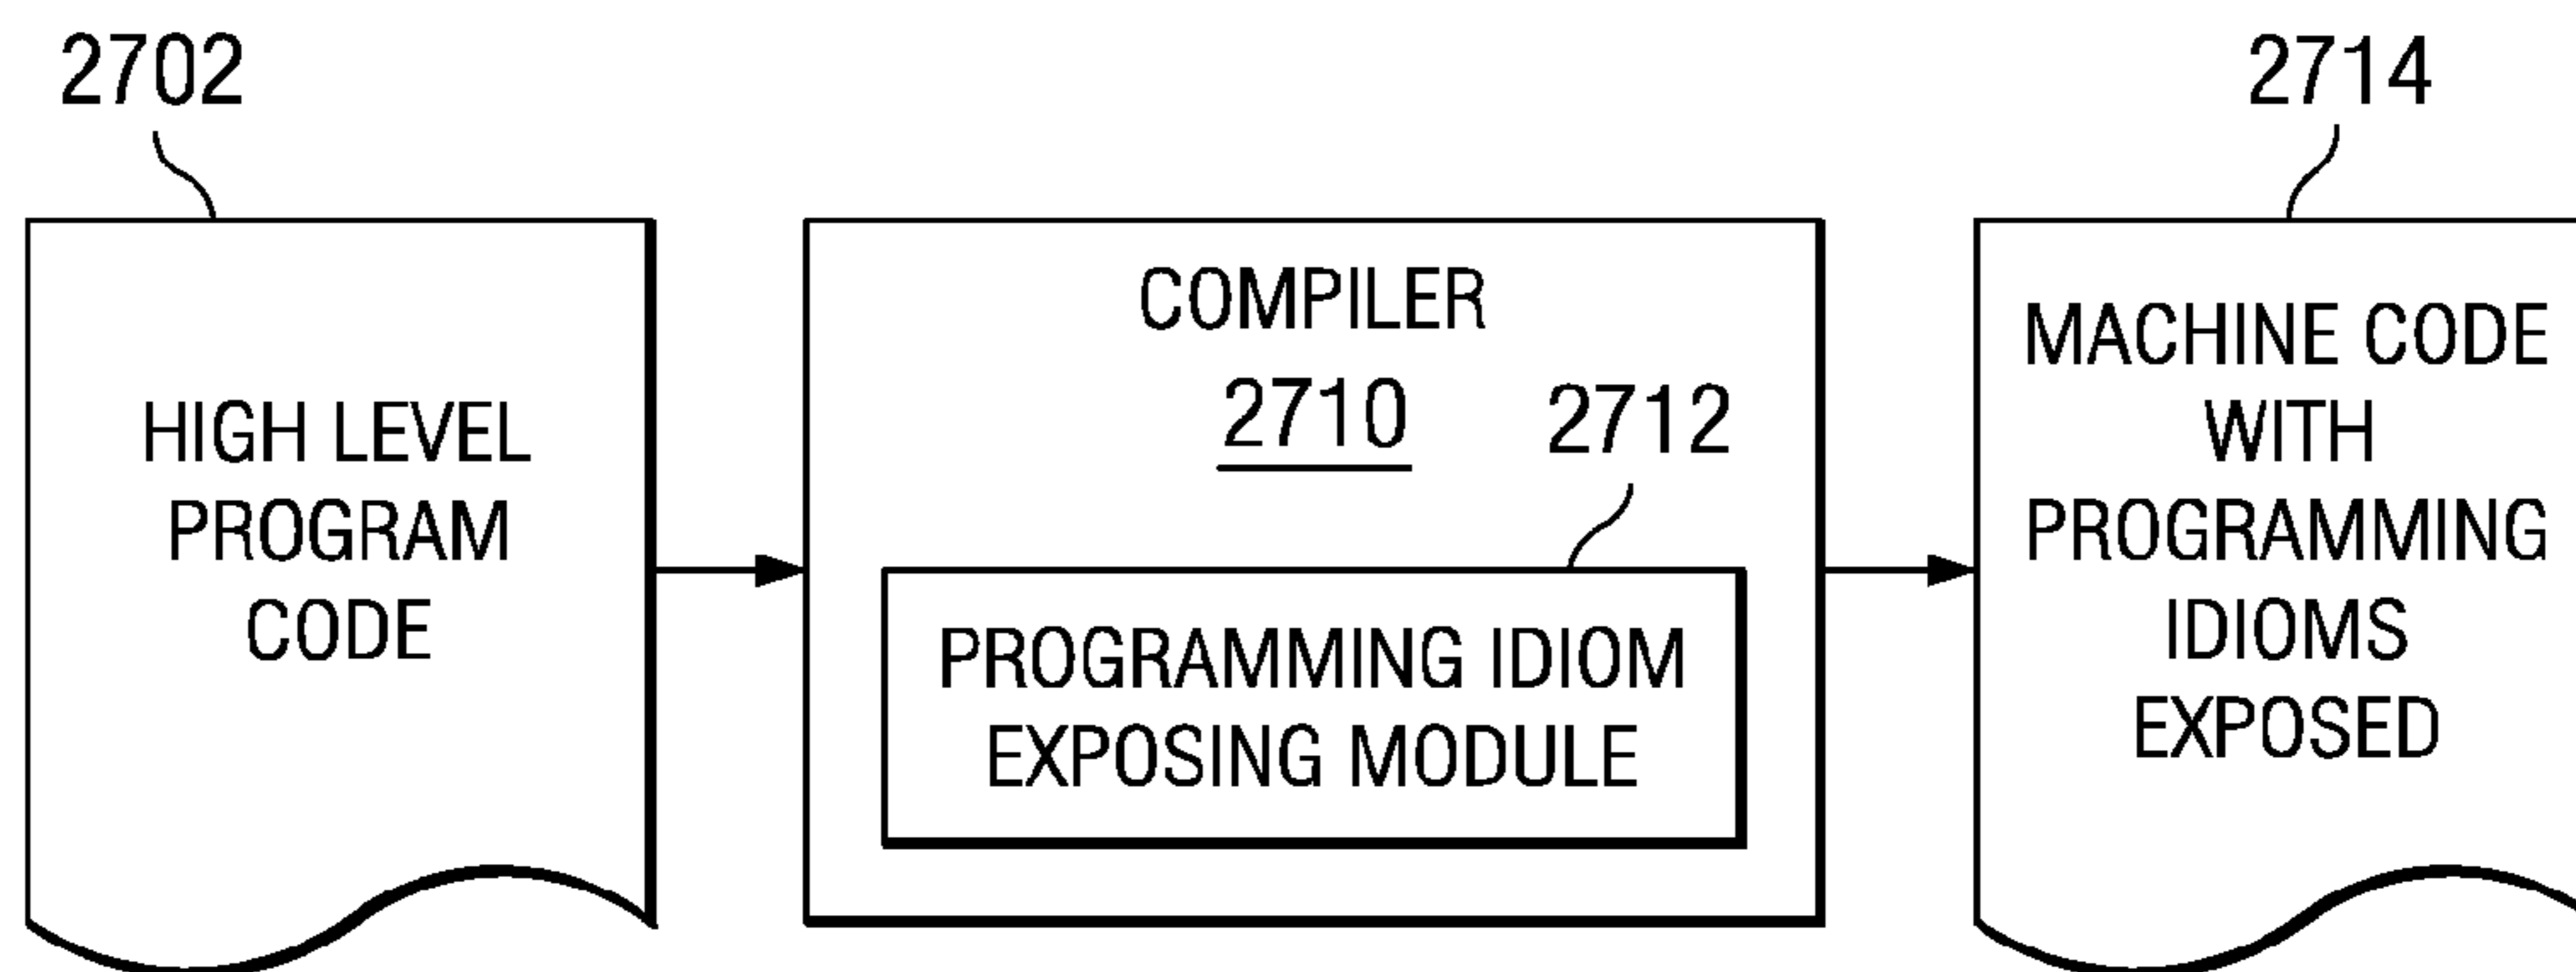 2702
HIGH LEVEL
PROGRAM
CODE
COMPILER
2710
2712
PROGRAMMING IDIOM
EXPOSING MODULE
2714
MACHINE CODE
WITH
PROGRAMMING
IDIOMS
EXPOSED